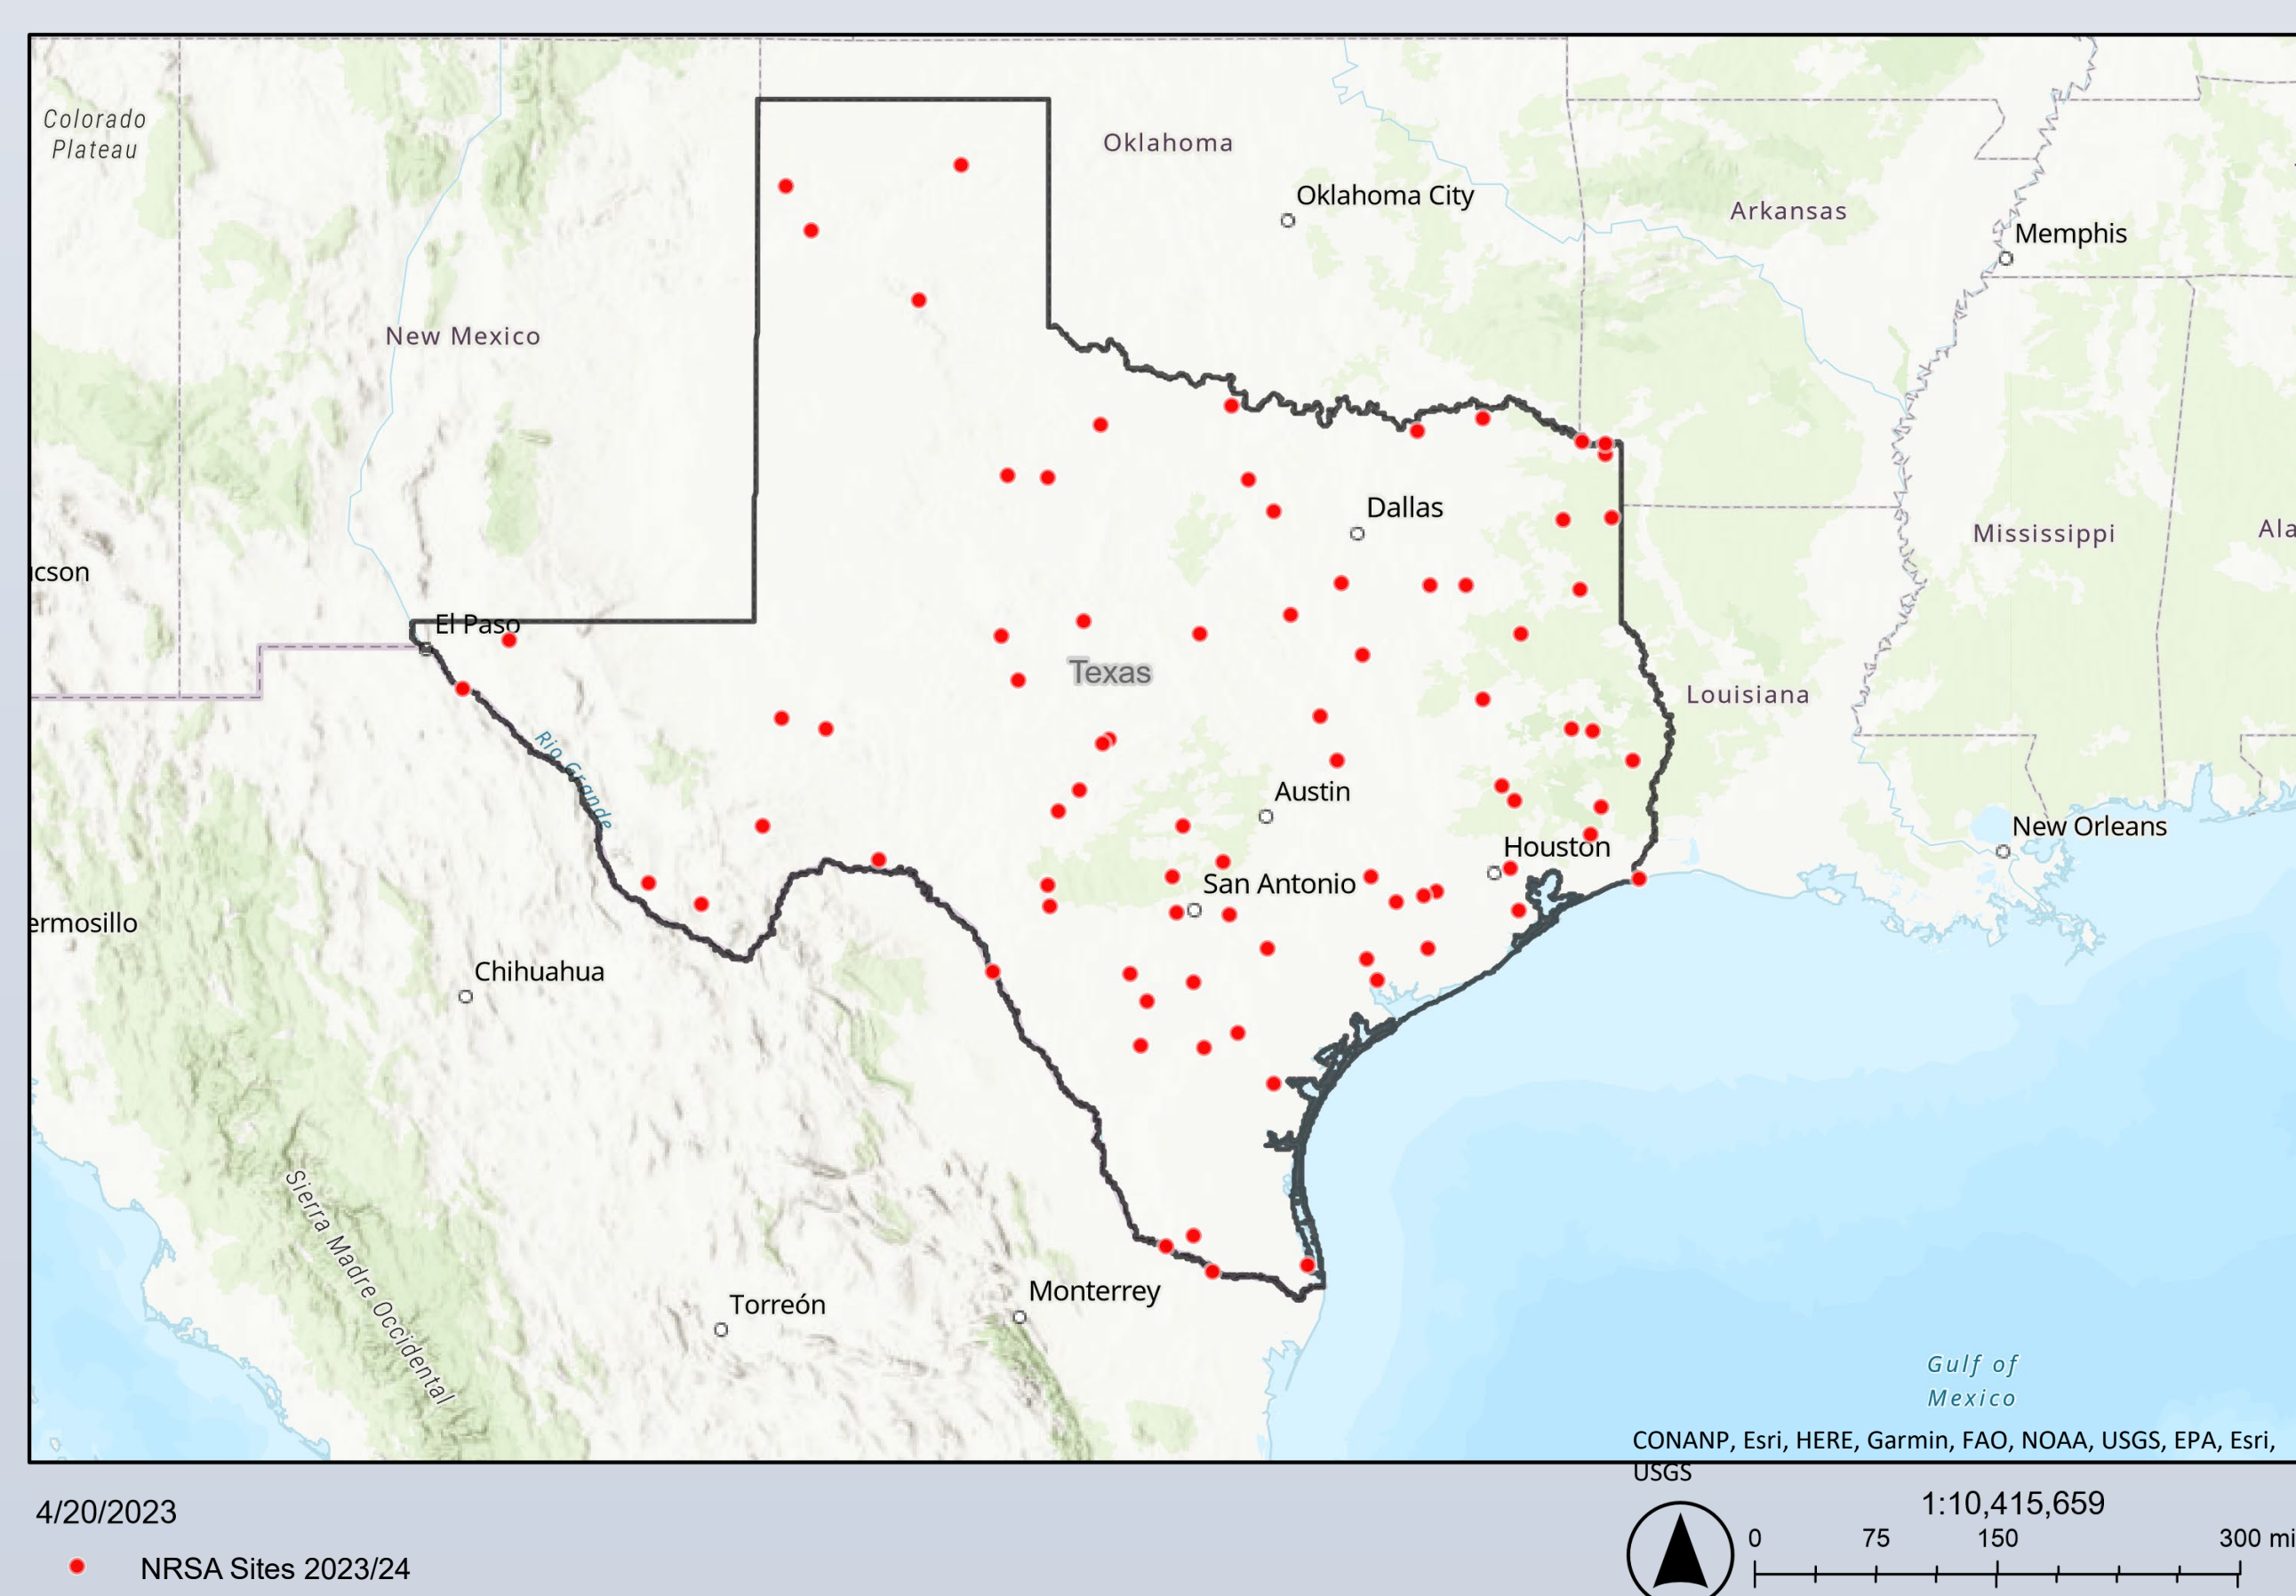 Colorado
Plateau
Oklahoma
Oklahoma City
Arkansas
Memphis
New Mexico
Dallas
Mississippi
Ala
icson
El Paso
Texas
Louisiana
Rio Grande
Austin
New Orleans
Houston
San Antonio
ermosillo
Chihuahua
Sierra Madre Occidental
Monterrey
Torreón
Gulf of
Mexico
CONANP, Esri, HERE, Garmin, FAO, NOAA, USGS, EPA, Esri,
USGS
4/20/2023
1:10,415,659
0 75 150 300 mi
NRSA Sites 2023/24